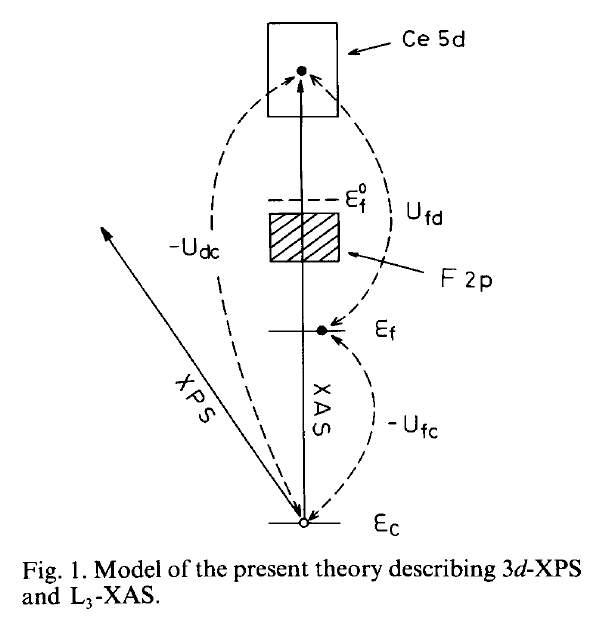 Ce 5d
ε⁰f
Ufd
-Udc
F 2p
εf
XPS
XAS
-Ufc
εc
Fig. 1. Model of the present theory describing 3d-XPS
and L₃-XAS.